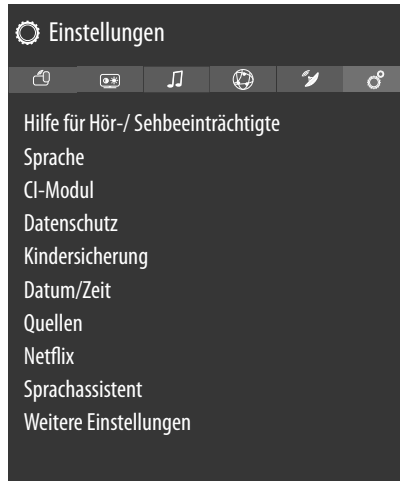 Einstellungen
Hilfe für Hör-/ Sehbeeinträchtigte
Sprache
CI-Modul
Datenschutz
Kindersicherung
Datum/Zeit
Quellen
Netflix
Sprachassistent
Weitere Einstellungen